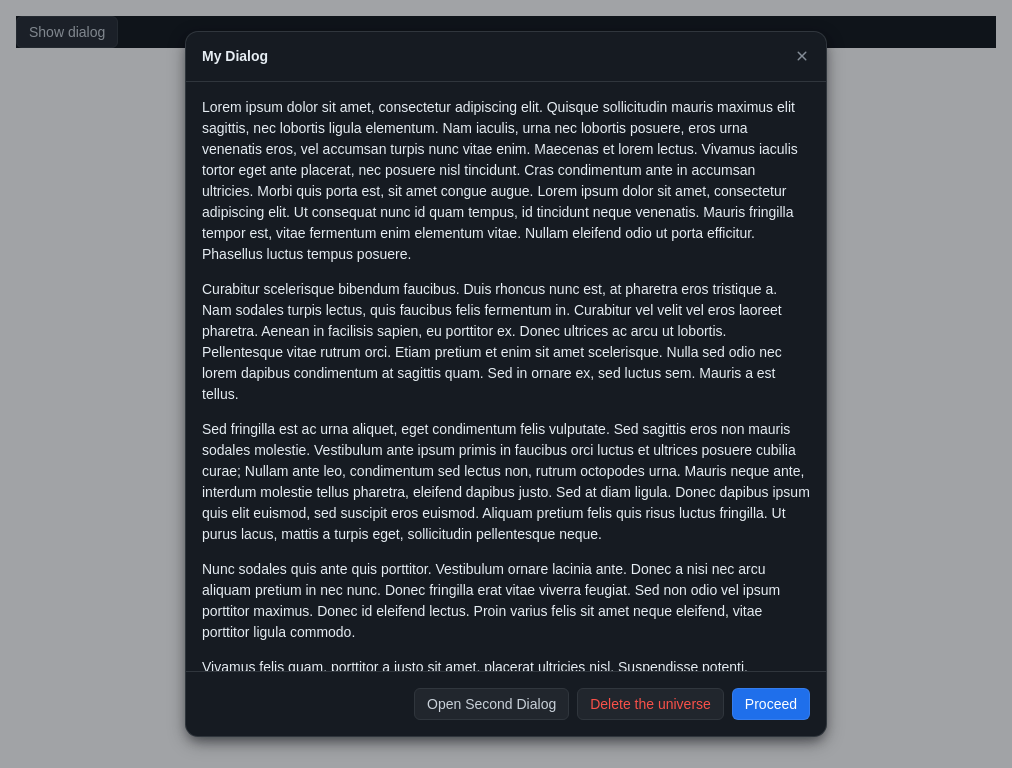 Show dialog
My Dialog
Lorem ipsum dolor sit amet, consectetur adipiscing elit. Quisque sollicitudin mauris maximus elit
sagittis, nec lobortis ligula elementum. Nam iaculis, urna nec lobortis posuere, eros urna
venenatis eros, vel accumsan turpis nunc vitae enim. Maecenas et lorem lectus. Vivamus iaculis
tortor eget ante placerat, nec posuere nisl tincidunt. Cras condimentum ante in accumsan
ultricies. Morbi quis porta est, sit amet congue augue. Lorem ipsum dolor sit amet, consectetur
adipiscing elit. Ut consequat nunc id quam tempus, id tincidunt neque venenatis. Mauris fringilla
tempor est, vitae fermentum enim elementum vitae. Nullam eleifend odio ut porta efficitur.
Phasellus luctus tempus posuere.
Curabitur scelerisque bibendum faucibus. Duis rhoncus nunc est, at pharetra eros tristique a.
Nam sodales turpis lectus, quis faucibus felis fermentum in. Curabitur vel velit vel eros laoreet
pharetra. Aenean in facilisis sapien, eu porttitor ex. Donec ultrices ac arcu ut lobortis.
Pellentesque vitae rutrum orci. Etiam pretium et enim sit amet scelerisque. Nulla sed odio nec
lorem dapibus condimentum at sagittis quam. Sed in ornare ex, sed luctus sem. Mauris a est
tellus.
Sed fringilla est ac urna aliquet, eget condimentum felis vulputate. Sed sagittis eros non mauris
sodales molestie. Vestibulum ante ipsum primis in faucibus orci luctus et ultrices posuere cubilia
curae; Nullam ante leo, condimentum sed lectus non, rutrum octopodes urna. Mauris neque ante,
interdum molestie tellus pharetra, eleifend dapibus justo. Sed at diam ligula. Donec dapibus ipsum
quis elit euismod, sed suscipit eros euismod. Aliquam pretium felis quis risus luctus fringilla. Ut
purus lacus, mattis a turpis eget, sollicitudin pellentesque neque.
Nunc sodales quis ante quis porttitor. Vestibulum ornare lacinia ante. Donec a nisi nec arcu
aliquam pretium in nec nunc. Donec fringilla erat vitae viverra feugiat. Sed non odio vel ipsum
porttitor maximus. Donec id eleifend lectus. Proin varius felis sit amet neque eleifend, vitae
porttitor ligula commodo.
Vivamus felis quam, porttitor a justo sit amet, placerat ultricies nisl. Suspendisse potenti.
Open Second Dialog
Delete the universe
Proceed